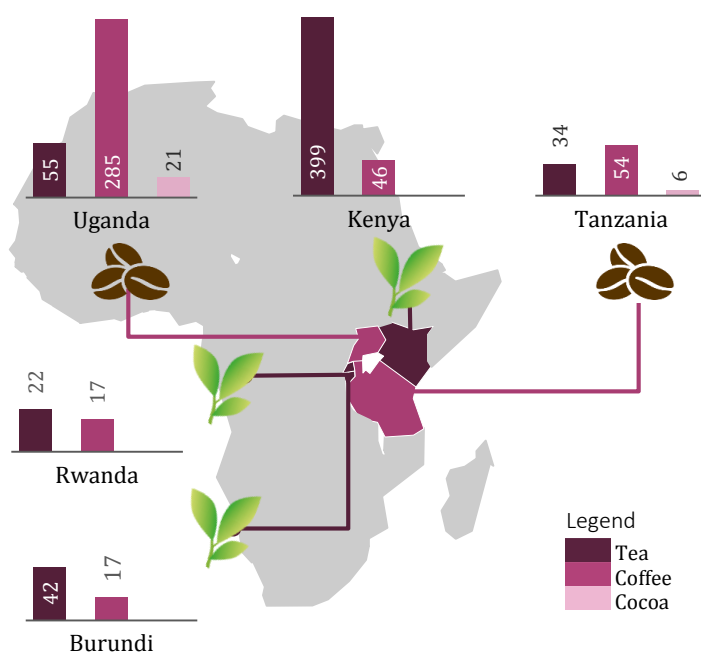 55
285
21
Uganda
399
46
Kenya
34
54
6
Tanzania
22
17
Rwanda
42
17
Burundi
Legend
Tea
Coffee
Cocoa